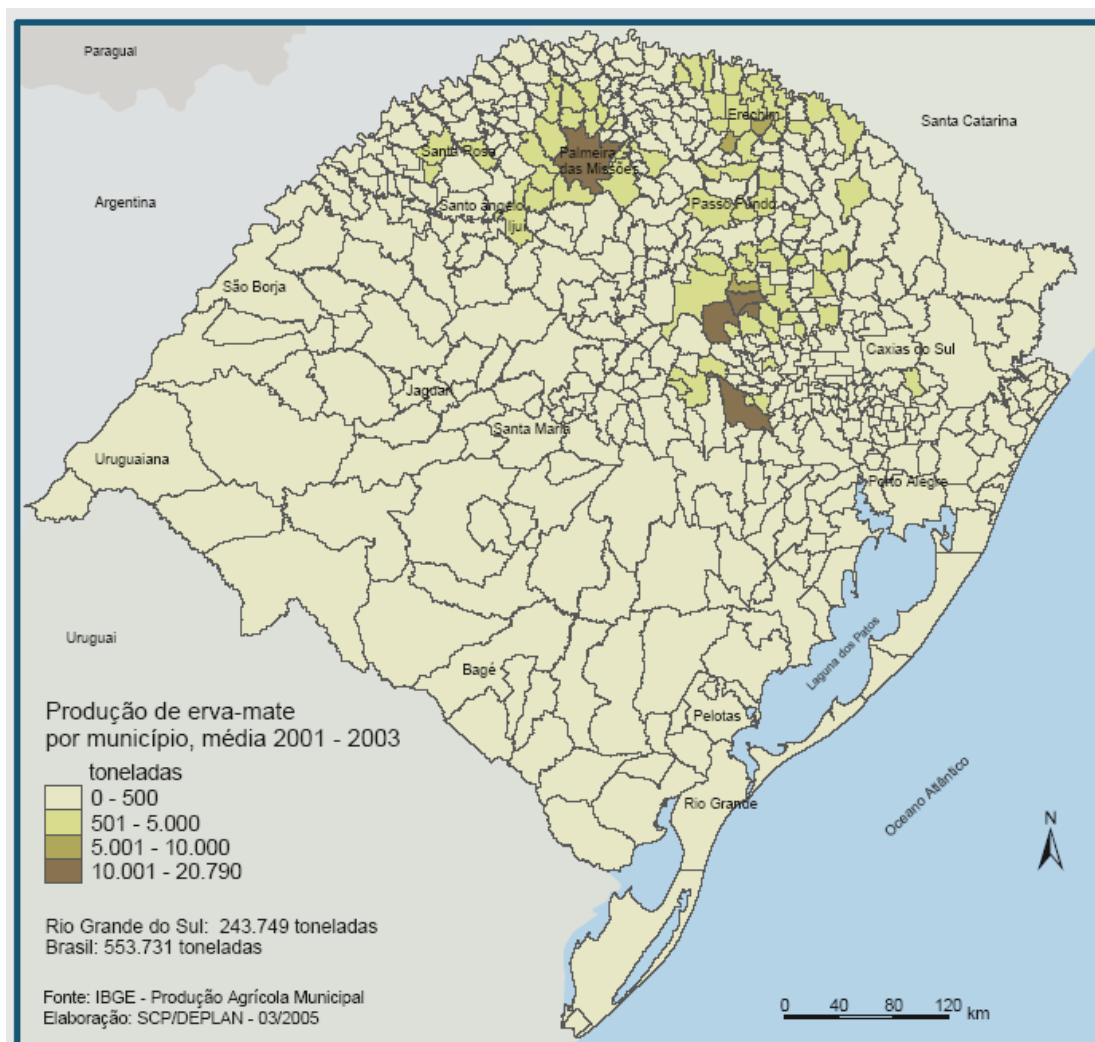 Paraguai
Santa Catarina
Erechim
Santa Rosa
Palmeira
das Missões
Argentina
Santo ângelo
Passo Fundo
Ijuí
São Borja
Caxias do Sul
Jaguari
Santa Maria
Uruguaiana
Porto Alegre
Uruguai
Laguna dos Patos
Bagé
Pelotas
Rio Grande
Oceano Atlântico
N
Produção de erva-mate
por município, média 2001 - 2003
toneladas
0 - 500
501 - 5.000
5.001 - 10.000
10.001 - 20.790
Rio Grande do Sul: 243.749 toneladas
Brasil: 553.731 toneladas
Fonte: IBGE - Produção Agrícola Municipal
Elaboração: SCP/DEPLAN - 03/2005
0 40 80 120 km